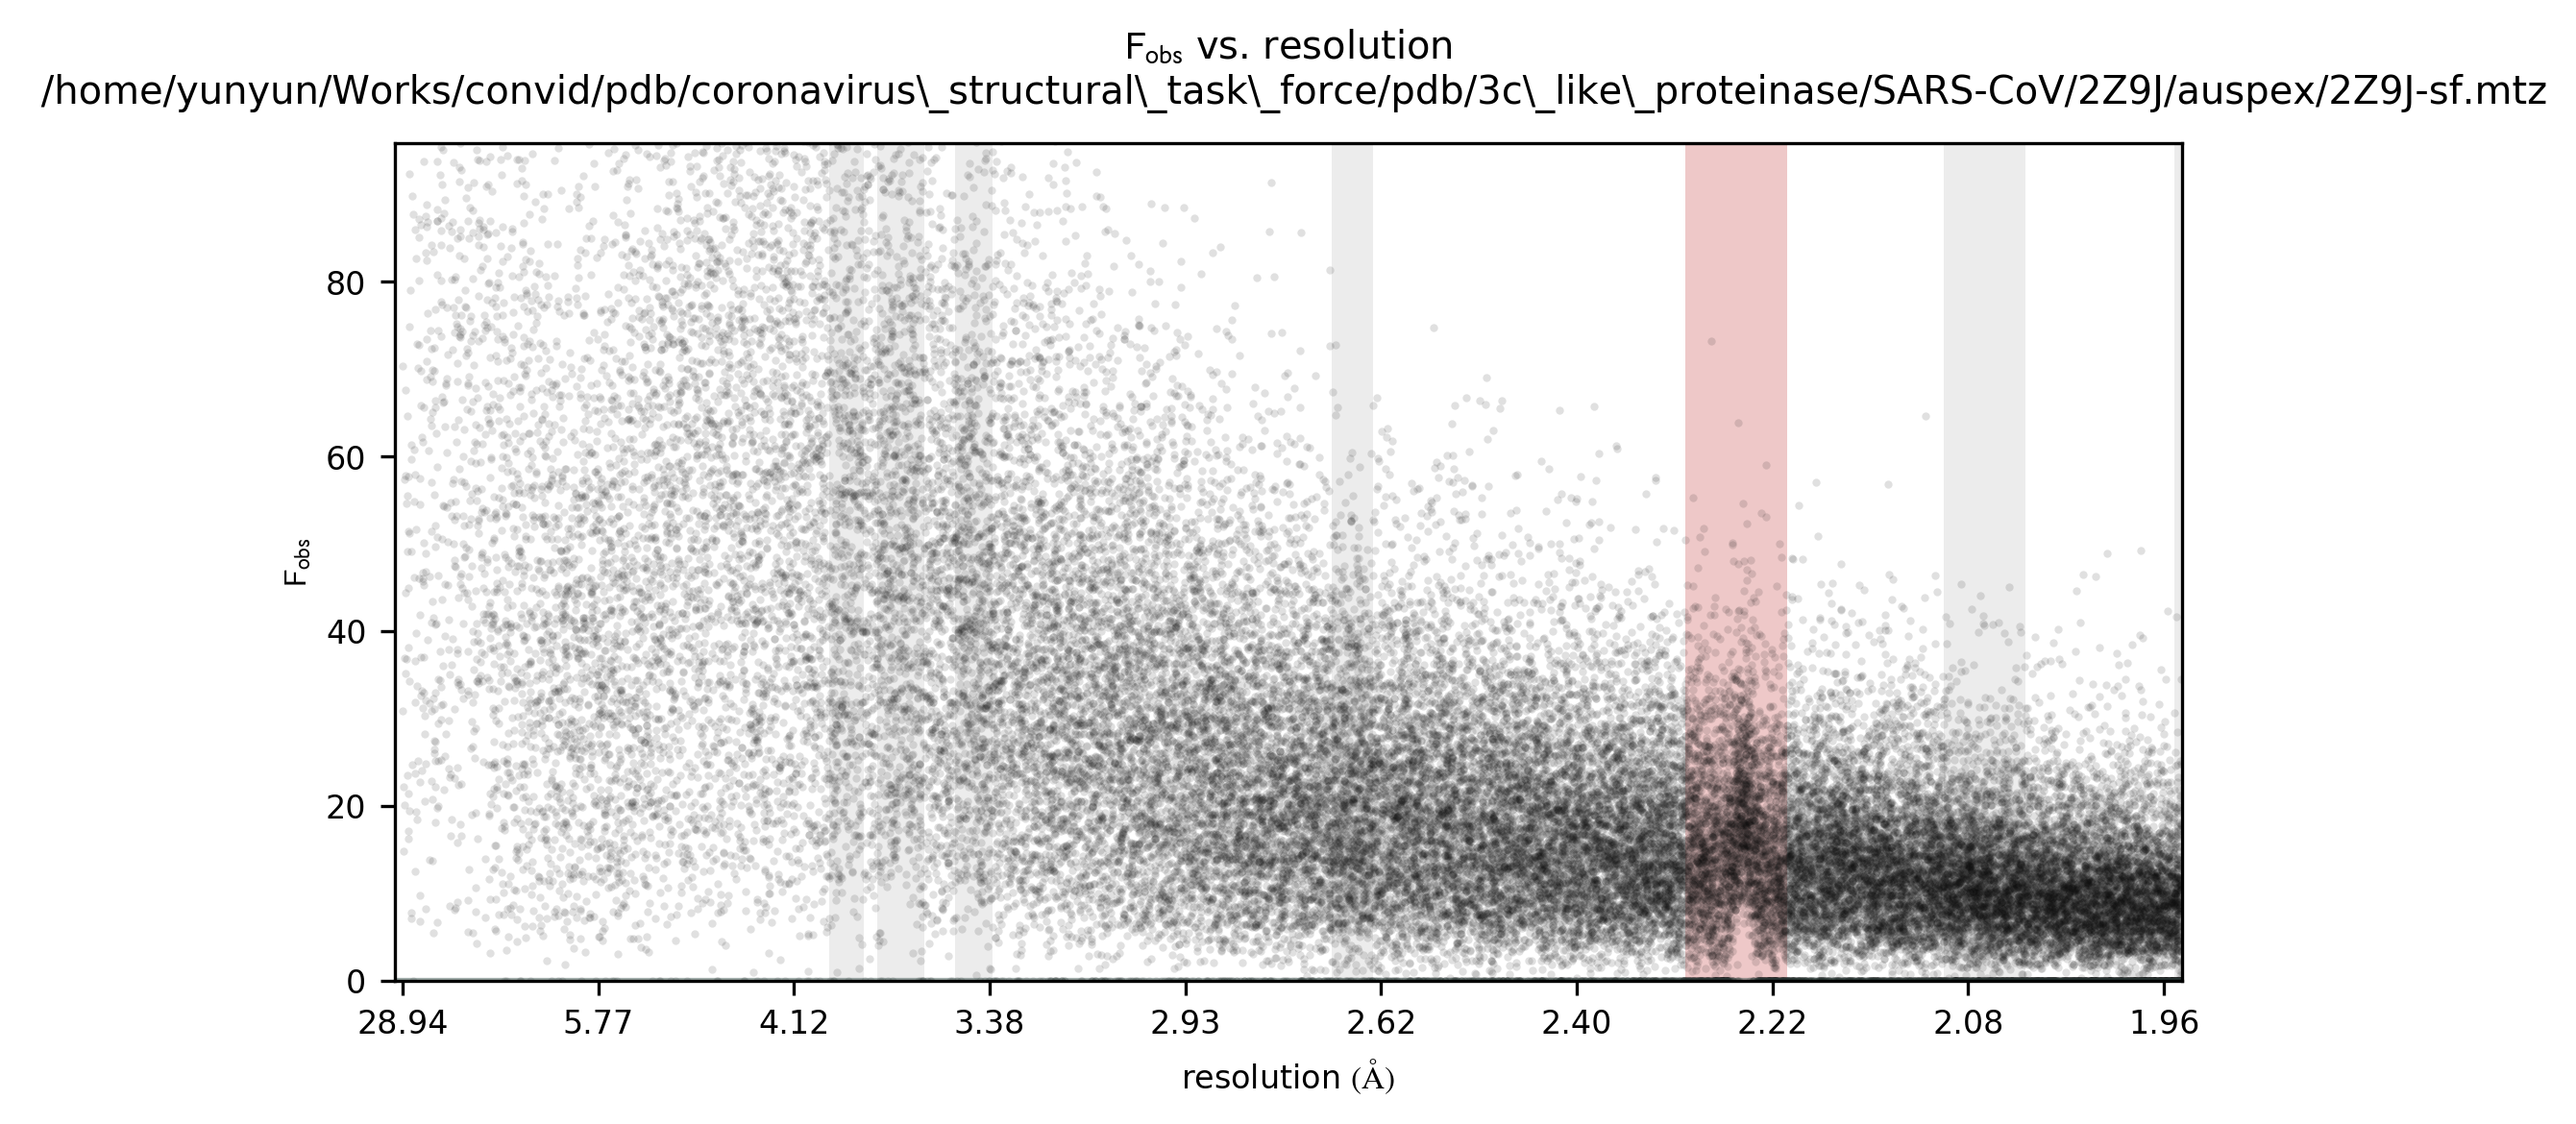 Fobs vs. resolution
/home/yunyun/Works/convid/pdb/coronavirus\_structural\_task\_force/pdb/3c\_like\_proteinase/SARS-CoV/2Z9J/auspex/2Z9J-sf.mtz
80
60
Fobs
40
20
0
28.94 5.77 4.12 3.38 2.93 2.62 2.40 2.22 2.08 1.96
resolution (Å)